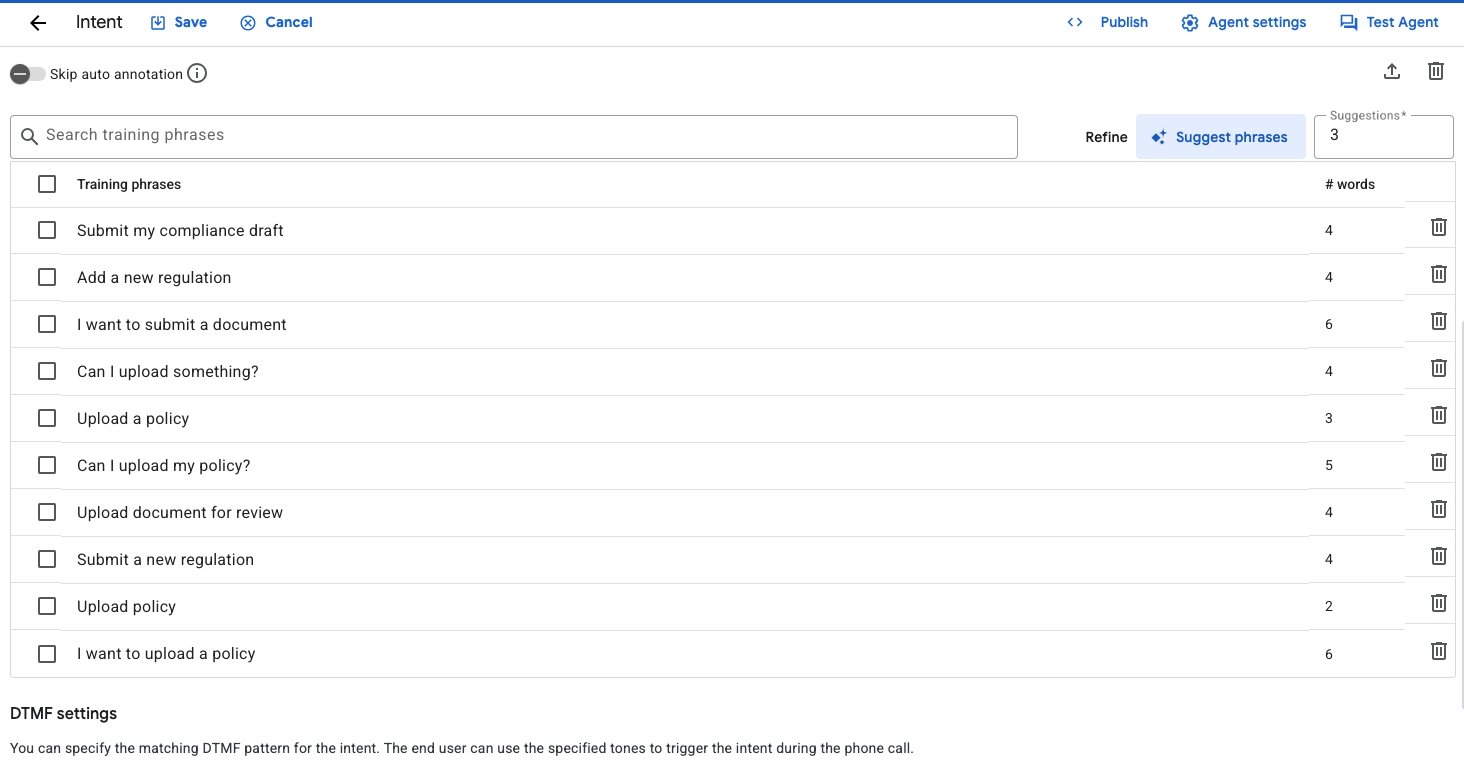 Intent Save Cancel Publish Agent settings Test Agent
Skip auto annotation
Search training phrases Refine Suggest phrases Suggestions* 3
Training phrases # words
Submit my compliance draft 4
Add a new regulation 4
I want to submit a document 6
Can I upload something? 4
Upload a policy 3
Can I upload my policy? 5
Upload document for review 4
Submit a new regulation 4
Upload policy 2
I want to upload a policy 6
DTMF settings
You can specify the matching DTMF pattern for the intent. The end user can use the specified tones to trigger the intent during the phone call.